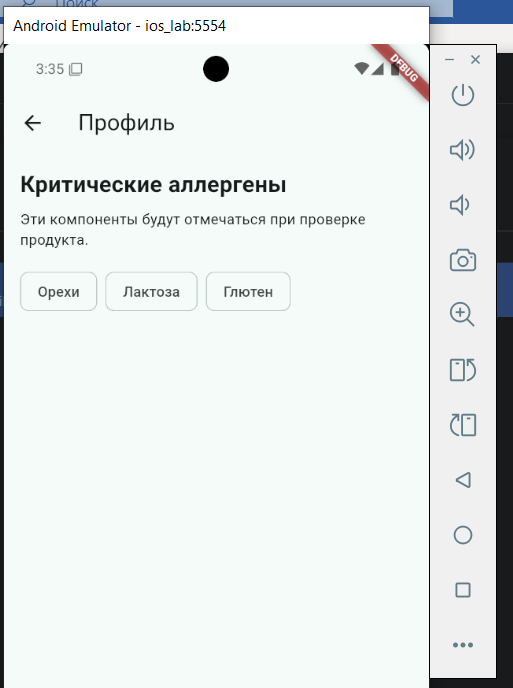 Поиск
Android Emulator - ios_lab:5554
3:35
DEBUG
Профиль
Критические аллергены
Эти компоненты будут отмечаться при проверке
продукта.
Орехи
Лактоза
Глютен